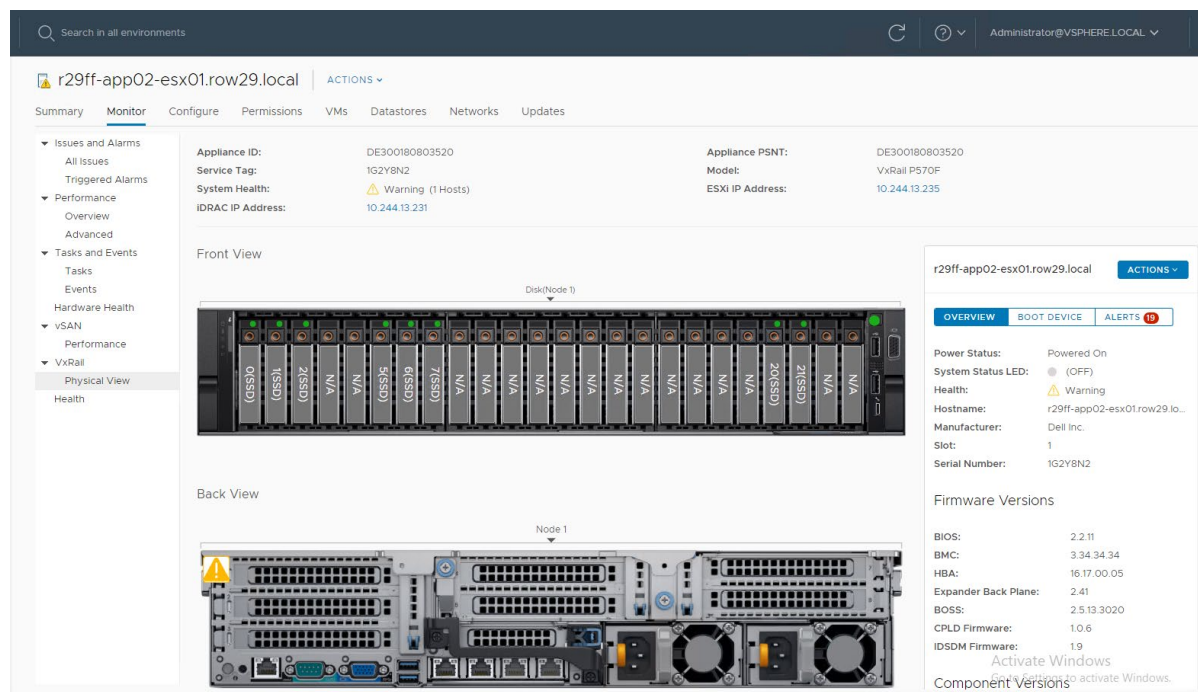 Search in all environments
Administrator@VSPHERE.LOCAL
r29ff-app02-esx01.row29.local ACTIONS
Summary Monitor Configure Permissions VMs Datastores Networks Updates
Issues and Alarms
All Issues
Triggered Alarms
Performance
Overview
Advanced
Tasks and Events
Tasks
Events
Hardware Health
vSAN
Performance
VxRail
Physical View
Health
Appliance ID: DE300180803520
Service Tag: 1G2Y8N2
System Health: Warning (1 Hosts)
iDRAC IP Address: 10.244.13.231
Appliance PSNT: DE300180803520
Model: VxRail P570F
ESXi IP Address: 10.244.13.235
Front View
Disk(Node 1)
0(SSD) 1(SSD) 2(SSD) N/A N/A 5(SSD) 6(SSD) 7(SSD) N/A N/A N/A N/A N/A N/A N/A N/A N/A N/A N/A N/A 20(SSD) 21(SSD) N/A N/A
Back View
Node 1
r29ff-app02-esx01.row29.local ACTIONS
OVERVIEW BOOT DEVICE ALERTS 19
Power Status: Powered On
System Status LED: (OFF)
Health: Warning
Hostname: r29ff-app02-esx01.row29.lo...
Manufacturer: Dell Inc.
Slot: 1
Serial Number: 1G2Y8N2
Firmware Versions
BIOS: 2.2.11
BMC: 3.34.34.34
HBA: 16.17.00.05
Expander Back Plane: 2.41
BOSS: 2.5.13.3020
CPLD Firmware: 1.0.6
IDSDM Firmware: 1.9
Activate Windows
Go to Settings to activate Windows.
Component Versions